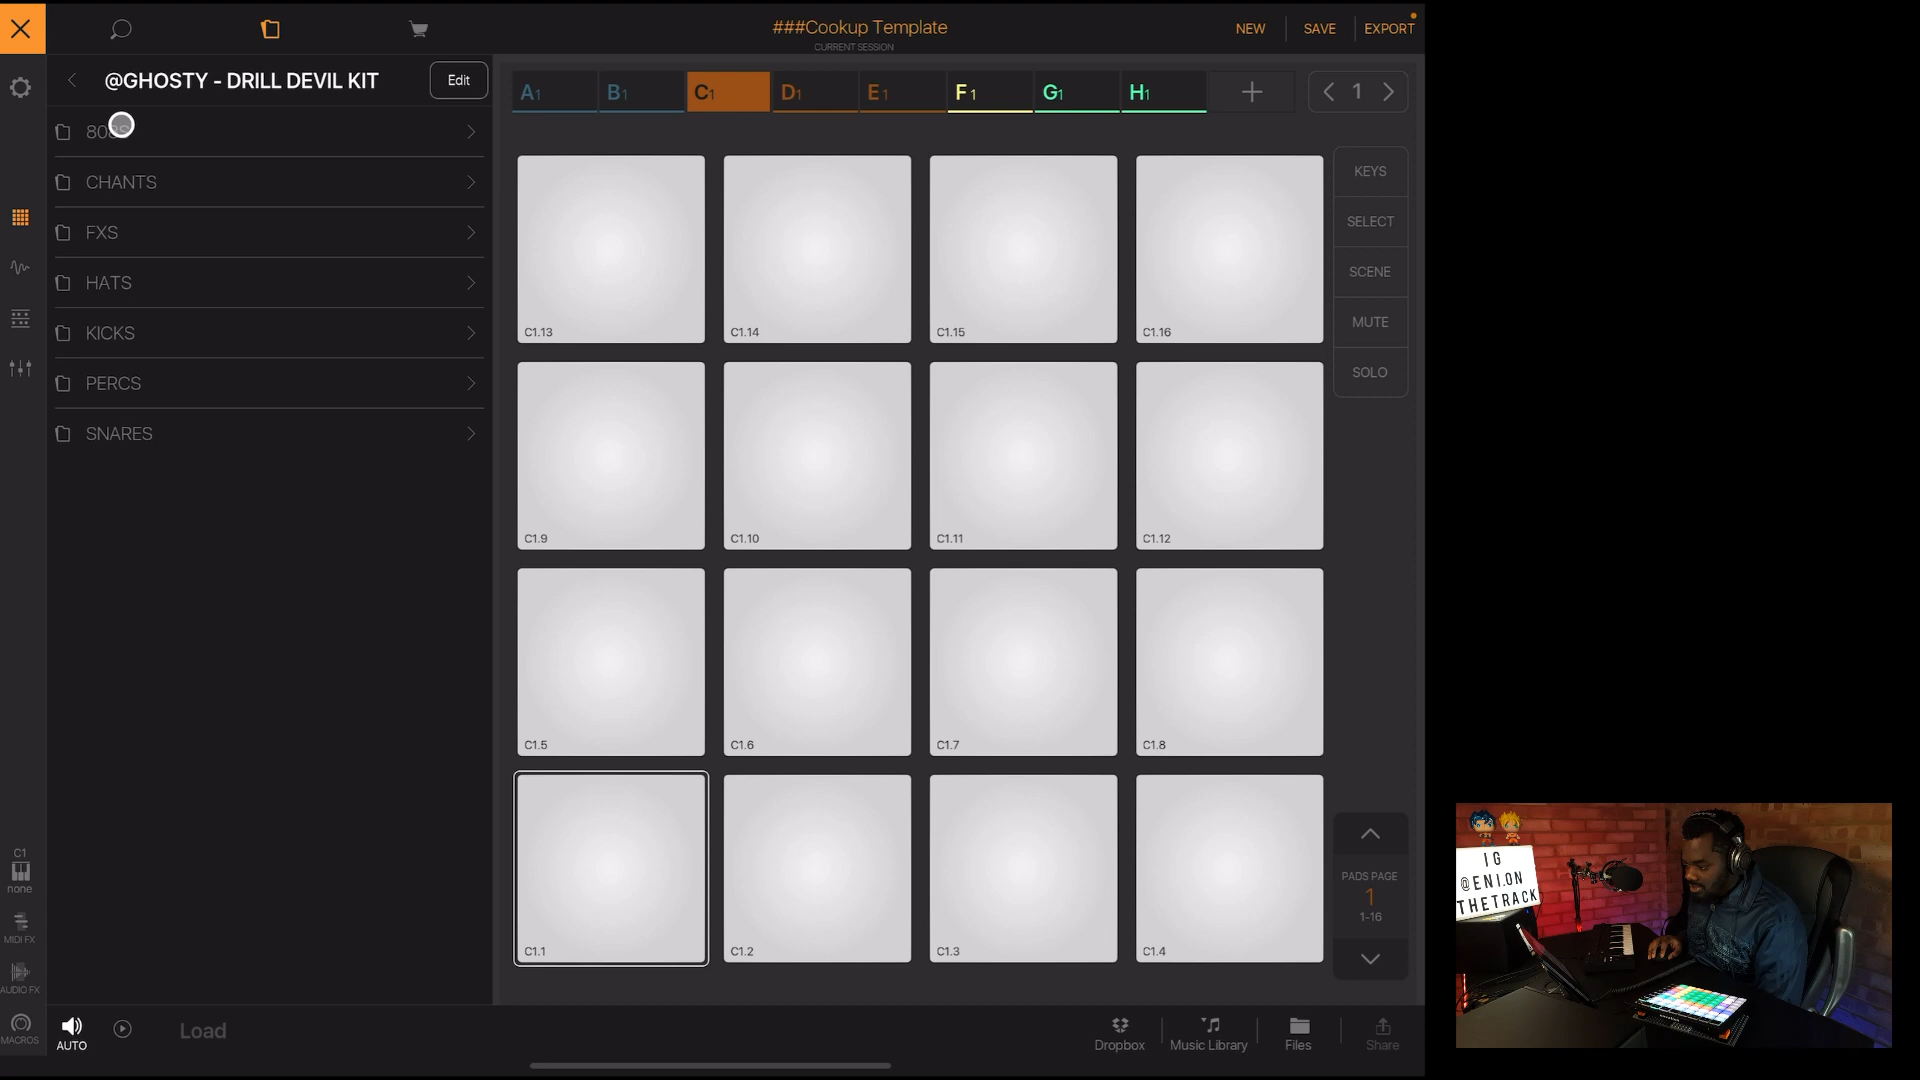 ###Cookup Template
CURRENT SESSION
NEW
SAVE
EXPORT
@GHOSTY - DRILL DEVIL KIT
Edit
A1
B1
C1
D1
E1
F1
G1
H1
1
808S
CHANTS
FXS
HATS
KICKS
PERCS
SNARES
C1.13
C1.14
C1.15
C1.16
C1.9
C1.10
C1.11
C1.12
C1.5
C1.6
C1.7
C1.8
C1.1
C1.2
C1.3
C1.4
KEYS
SELECT
SCENE
MUTE
SOLO
PADS PAGE
1
1-16
C1
none
MIDI FX
AUDIO FX
MACROS
AUTO
Load
Dropbox
Music Library
Files
Share
IG
@ENI.ON
THETRACK